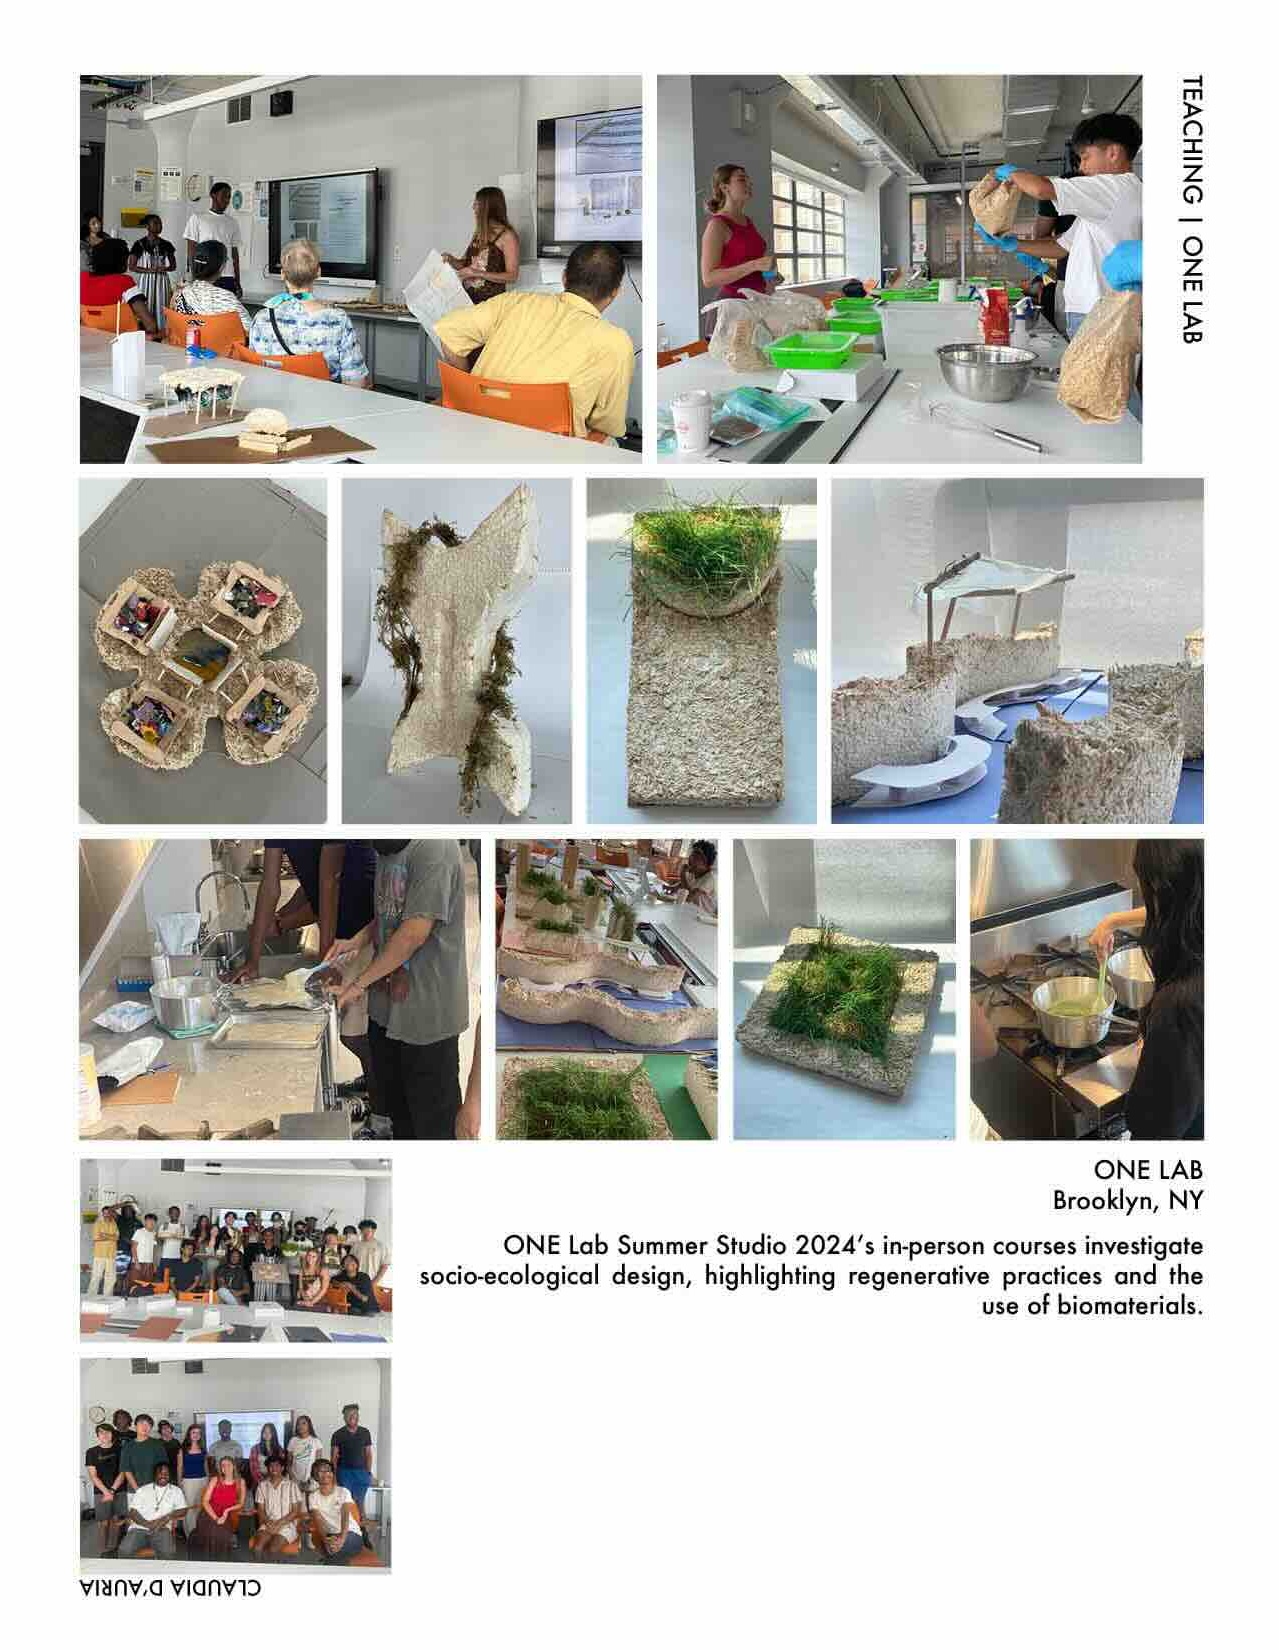 TEACHING | ONE LAB
ONE LAB
Brooklyn, NY
ONE Lab Summer Studio 2024's in-person courses investigate
socio-ecological design, highlighting regenerative practices and the
use of biomaterials.
CLAUDIA D'AURIA